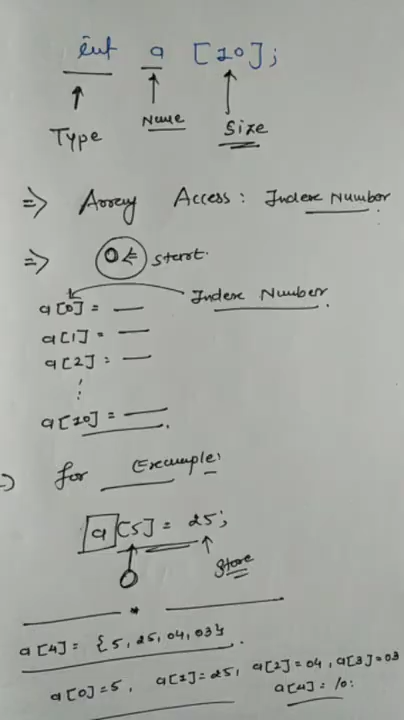 int a [10];
Type Name Size
=> Array Access: Index Number
=> 0 ⇐ start.
a[0] = — Index Number.
a[1] = —
a[2] = —
⋮
a[10] = —.
=> for Example:
a[5] = 25;
0 Store
*
a[4] = {5, 25, 04, 03}.
a[0]=5, a[1]=25, a[2]=04, a[3]=03
a[4] = 10: